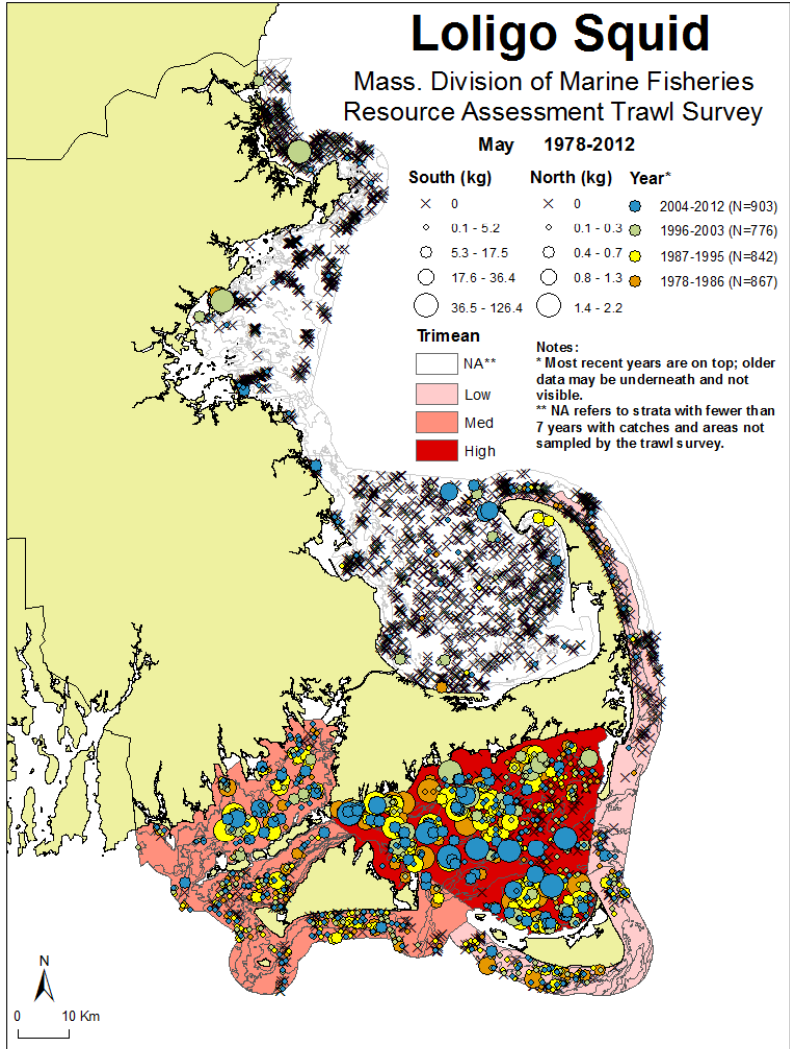 Loligo Squid
Mass. Division of Marine Fisheries
Resource Assessment Trawl Survey
May 1978-2012
South (kg) North (kg) Year*
0 0 2004-2012 (N=903)
0.1 - 5.2 0.1 - 0.3 1996-2003 (N=776)
5.3 - 17.5 0.4 - 0.7 1987-1995 (N=842)
17.6 - 36.4 0.8 - 1.3 1978-1986 (N=867)
36.5 - 126.4 1.4 - 2.2
Trimean
NA**
Low
Med
High
Notes:
* Most recent years are on top; older
data may be underneath and not
visible.
** NA refers to strata with fewer than
7 years with catches and areas not
sampled by the trawl survey.
N
0 10 Km